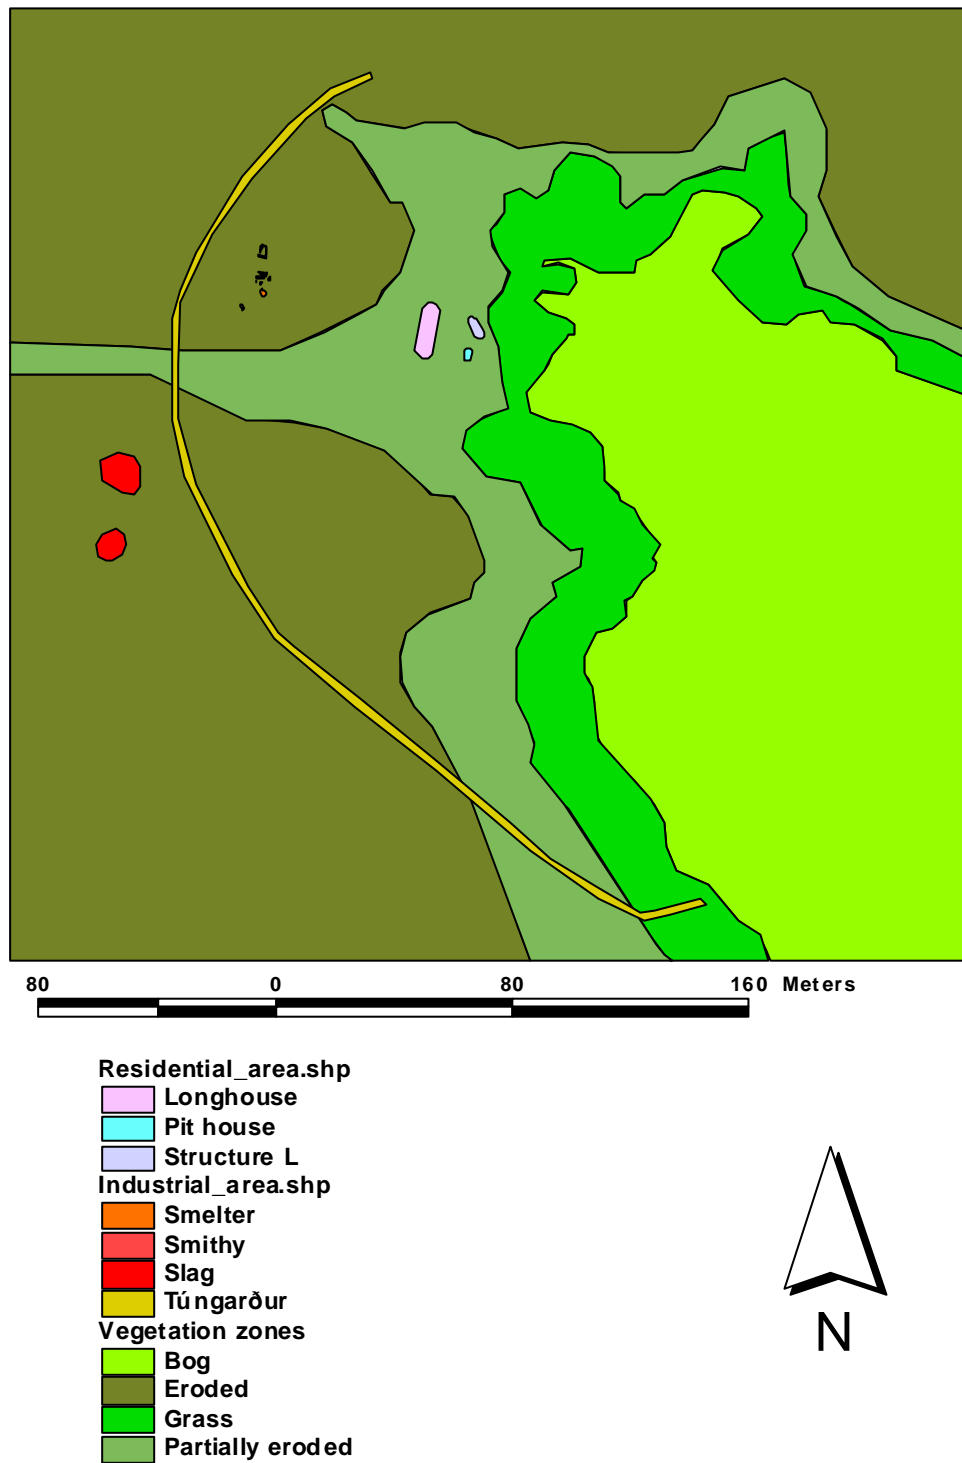 80 0 80 160 Meters
Residential_area.shp
Longhouse
Pit house
Structure L
Industrial_area.shp
Smelter
Smithy
Slag
Túngarður
Vegetation zones
Bog
Eroded
Grass
Partially eroded
N